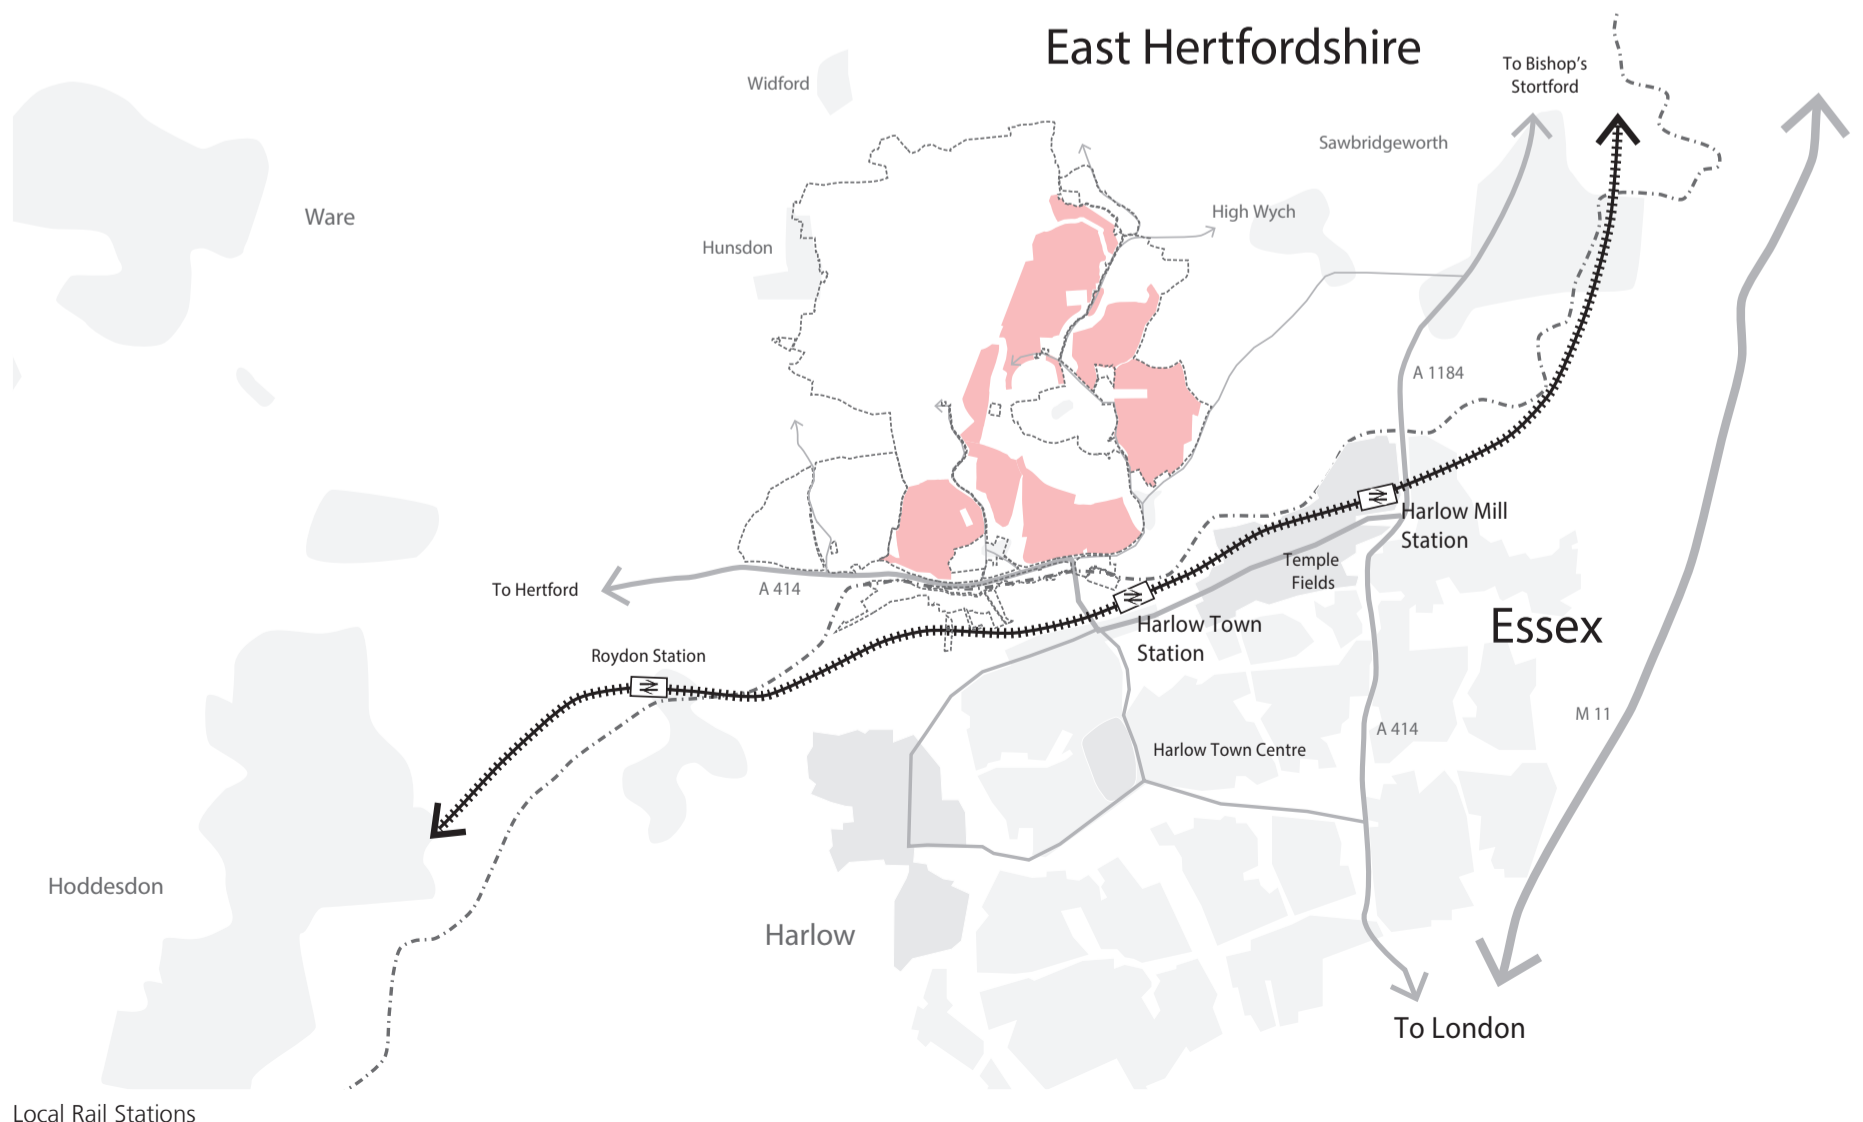 East Hertfordshire
To Bishop's
Stortford
Widford
Sawbridgeworth
Ware
High Wych
Hunsdon
A 1184
Harlow Mill
Station
Temple
Fields
To Hertford
A 414
Harlow Town
Station
Essex
Roydon Station
M 11
A 414
Harlow Town Centre
Hoddesdon
Harlow
To London
Local Rail Stations